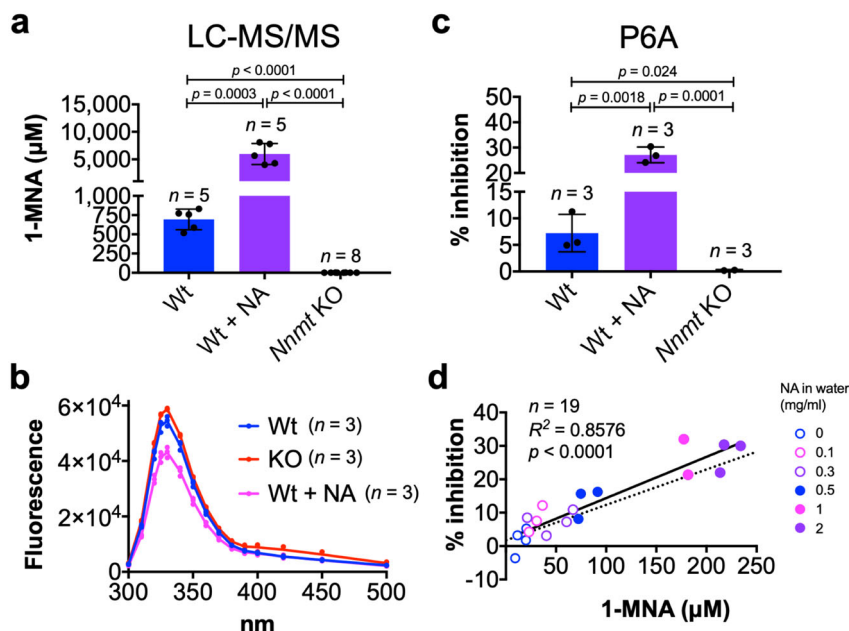 a
LC-MS/MS
p < 0.0001
p = 0.0003
p < 0.0001
15,000
10,000
5,000
1,000
750
500
250
0
1-MNA (µM)
n = 5
n = 5
n = 8
Wt
Wt + NA
Nnmt KO
c
P6A
p = 0.024
p = 0.0018
p = 0.0001
50
40
30
20
15
10
5
0
% inhibition
n = 3
n = 3
n = 3
Wt
Wt + NA
Nnmt KO
b
6×10⁴
4×10⁴
2×10⁴
0
Fluorescence
Wt (n = 3)
KO (n = 3)
Wt + NA (n = 3)
300 350 400 450 500
nm
d
n = 19
R² = 0.8576
p < 0.0001
40
30
20
10
0
-10
% inhibition
50 100 150 200 250
1-MNA (µM)
NA in water
(mg/ml)
0
0.1
0.3
0.5
1
2